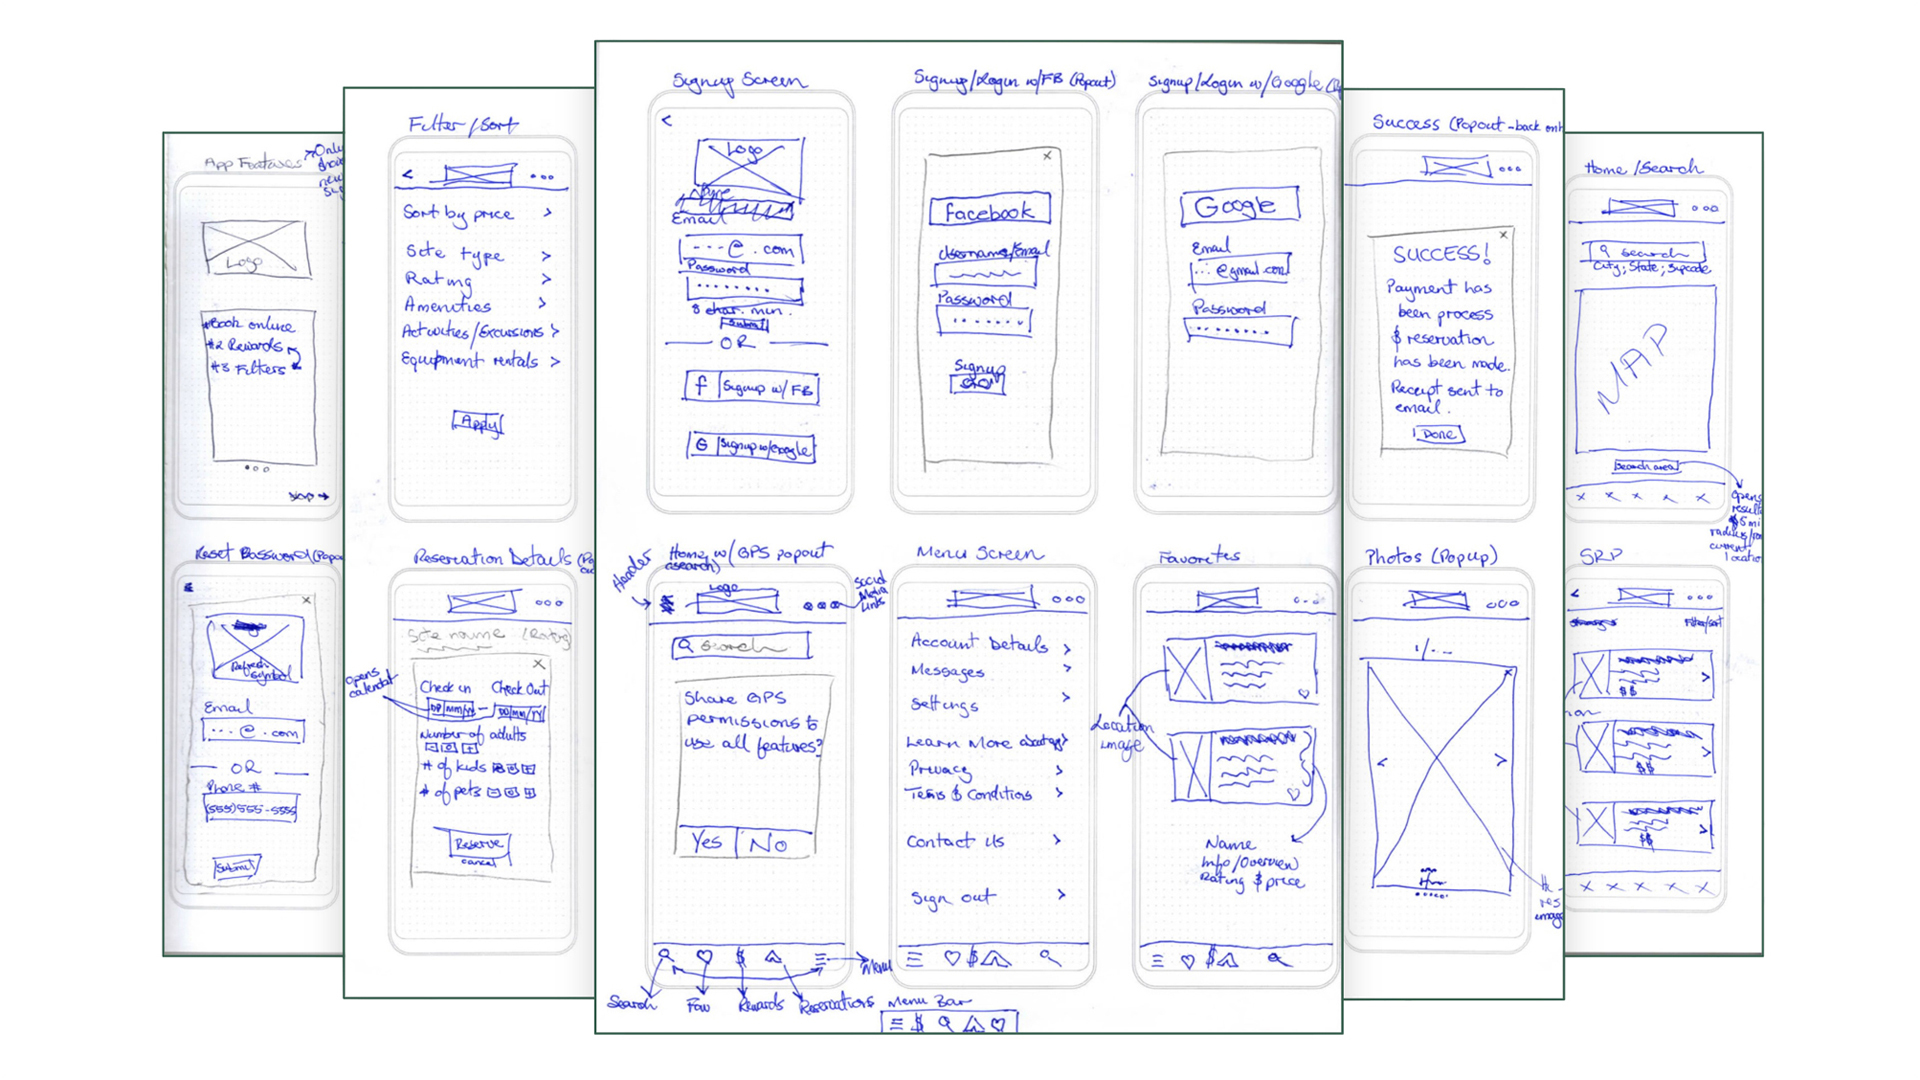 App Features
Only
Logo
#1 Book online
#2 Rewards
#3 Filters
Skip
Reset Password (Popo
Refresh
symbol
Email
...@.com
OR
Phone #
(555)555-5555
Submit
Filter/Sort
Sort by price
Site type
Rating
Amenities
Activities/Excursions
Equipment rentals
Apply
Reservation Details (Po
Site name (Rating)
opens
calendar
Check in Check Out
DD/mm/YY - DD/mm/YY
Number of adults
# of kids
# of pets
Reserve
cancel
Signup Screen
Logo
Name
Email
---@.com
Password
8 char. min.
Submit
OR
f Signup w/ FB
G Signup w/Google
Signup/Login w/FB (Popout)
Facebook
Username/Email
Password
Signup
Signup/Login w/Google (
Google
Email
@gmail.com
Password
Home w/ GPS popout
(search)
Header
Logo
Social
Media
Links
search
Share GPS
permissions to
use all features?
Yes No
Menu
Search Fav Rewards Reservations
Menu Screen
Account Details
Messages
Settings
Learn More about
Privacy
Terms & Conditions
Contact Us
Sign out
Menu Bar
$
Favorites
Location
image
Name
Info/Overview
Rating $ price
Success (Popout - back ont
SUCCESS!
Payment has
been process
& reservation
has been made.
Receipt sent to
email.
Done
Photos (Popup)
1/---
res
image
Home/Search
search
City; State; Zipcode
MAP
Search area
Opens
result
5 mi
radius/
current
locatio
SRP
Filter/Sort
$$
$$
$$